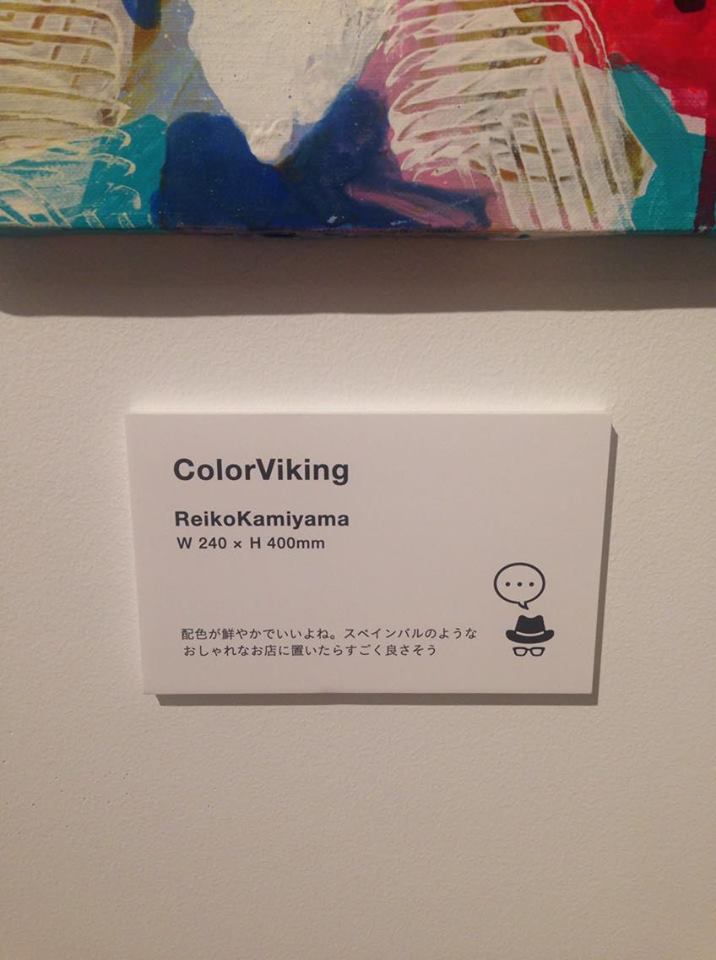 ColorViking
ReikoKamiyama
W 240 × H 400mm
配色が鮮やかでいいよね。スペインバルのような
おしゃれなお店に置いたらすごく良さそう